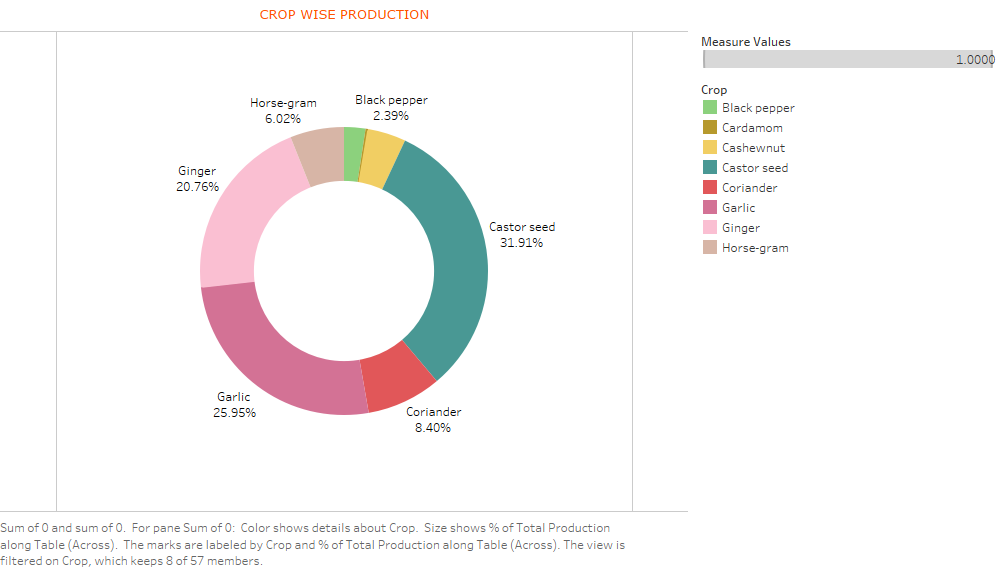 CROP WISE PRODUCTION
Measure Values
1.0000
Crop
Black pepper
Cardamom
Cashewnut
Castor seed
Coriander
Garlic
Ginger
Horse-gram
Black pepper
2.39%
Horse-gram
6.02%
Ginger
20.76%
Castor seed
31.91%
Garlic
25.95%
Coriander
8.40%
Sum of 0 and sum of 0.  For pane Sum of 0:  Color shows details about Crop.  Size shows % of Total Production
along Table (Across).  The marks are labeled by Crop and % of Total Production along Table (Across). The view is
filtered on Crop, which keeps 8 of 57 members.